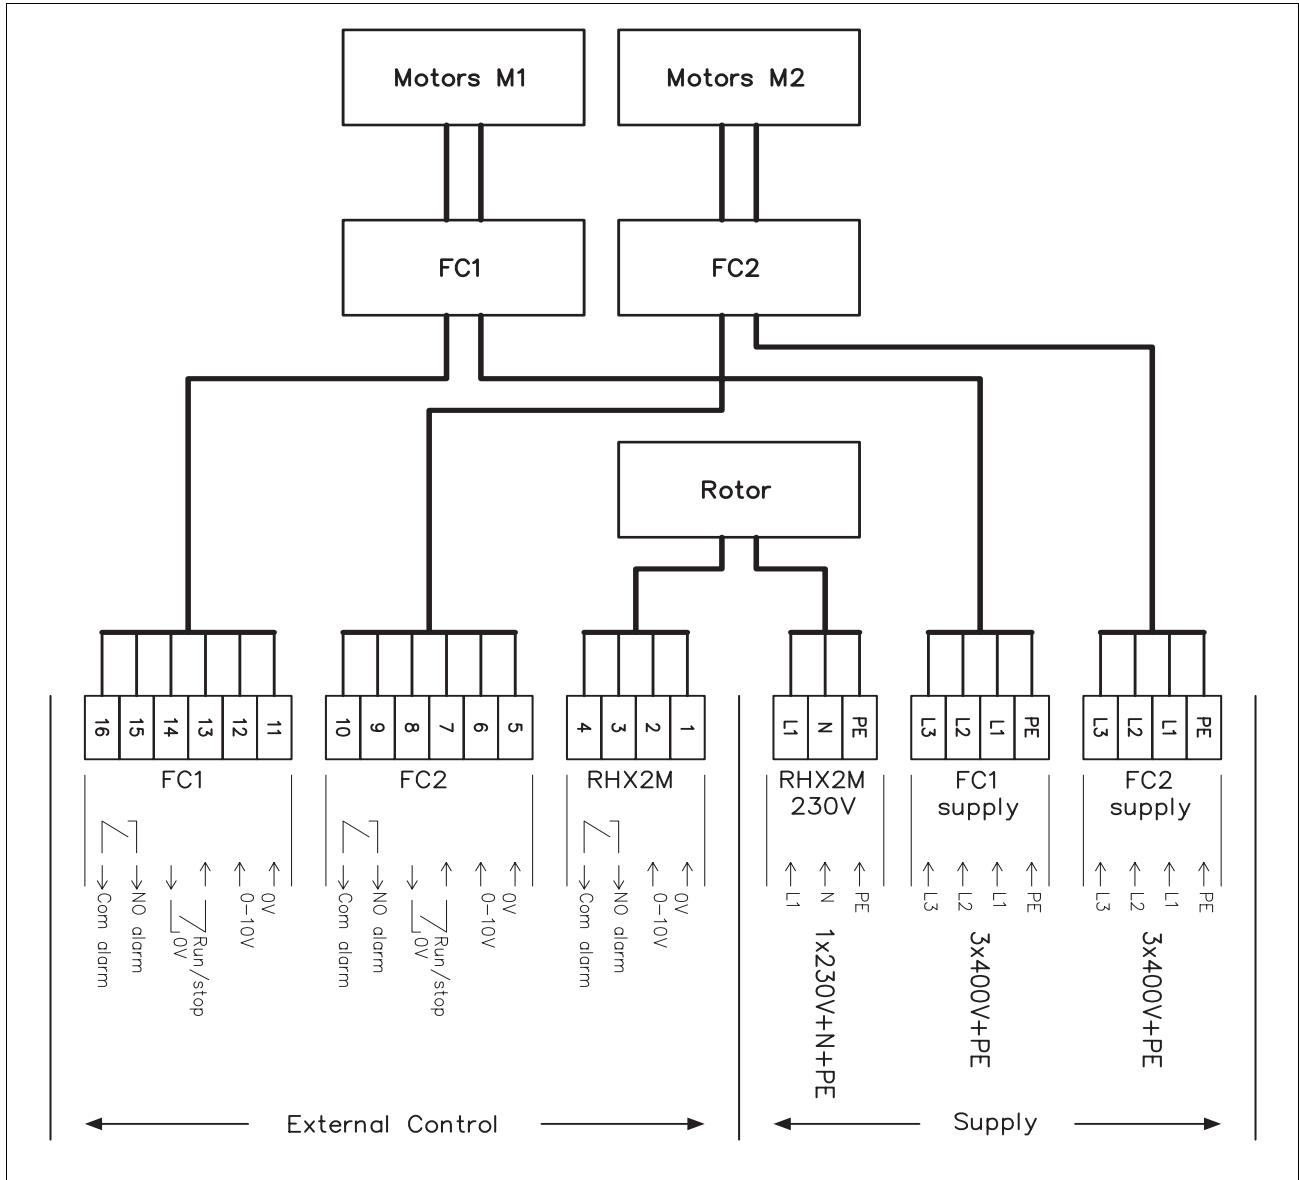 Motors M1
Motors M2
FC1
FC2
Rotor
16 15 14 13 12 11
10 9 8 7 6 5
4 3 2 1
L1 N PE
L3 L2 L1 PE
L3 L2 L1 PE
FC1
FC2
RHX2M
RHX2M
230V
FC1
supply
FC2
supply
Com alarm
NO alarm
0V
Run/stop
0-10V
0V
Com alarm
NO alarm
0V
Run/stop
0-10V
0V
Com alarm
NO alarm
0-10V
0V
L1
N
PE
1x230V+N+PE
L3
L2
L1
PE
3x400V+PE
L3
L2
L1
PE
3x400V+PE
External Control
Supply